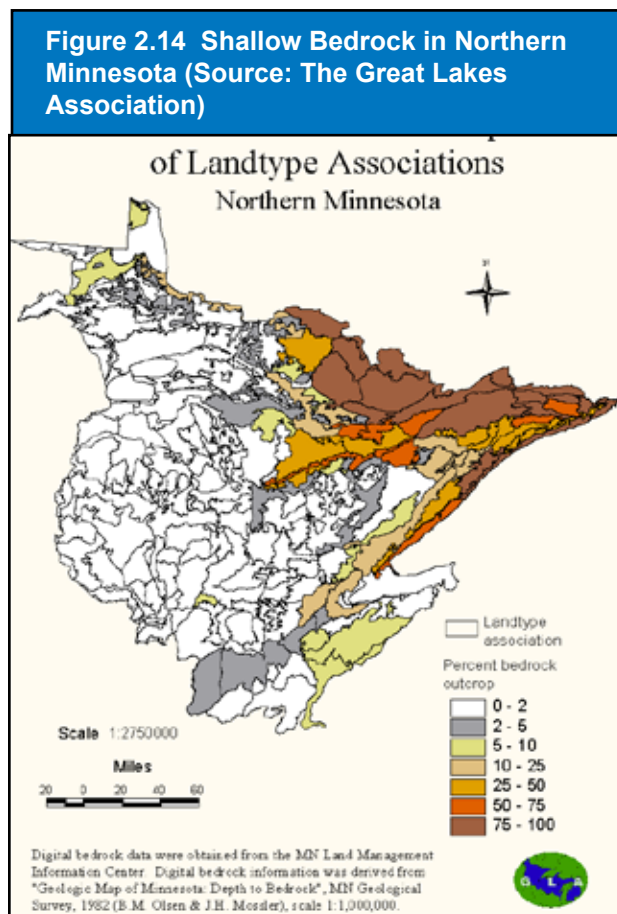 Figure 2.14 Shallow Bedrock in Northern
Minnesota (Source: The Great Lakes
Association)
of Landtype Associations
Northern Minnesota
Landtype
association
Percent bedrock
outcrop
0 - 2
2 - 5
5 - 10
10 - 25
25 - 50
50 - 75
75 - 100
Scale 1:2750000
Miles
20 0 20 40 60
Digital bedrock data were obtained from the MN Land Management
Information Center. Digital bedrock information was derived from
"Geologic Map of Minnesota: Depth to Bedrock", MN Geological
Survey, 1982 (B.M. Olsen & J.H. Mossler), scale 1:1,000,000.
G L A